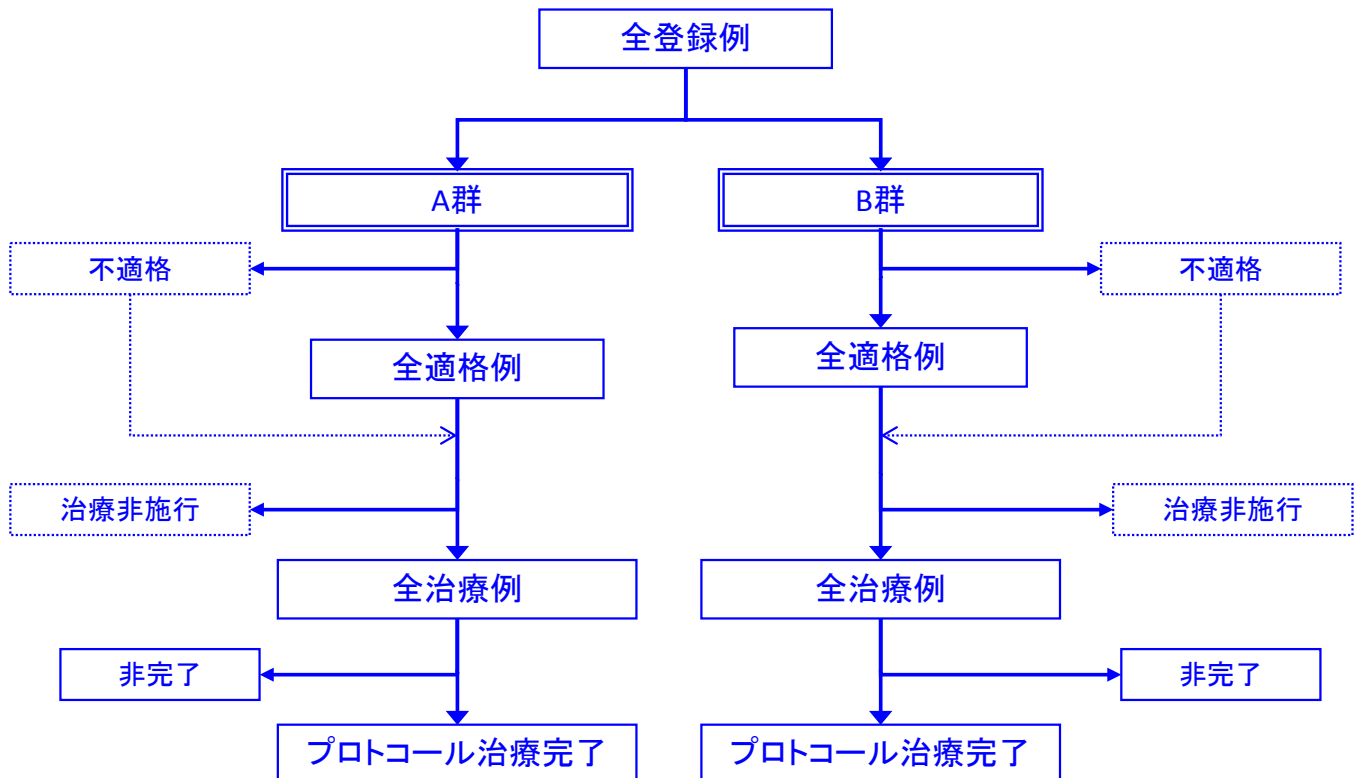 全登録例
A群
B群
不適格
不適格
全適格例
全適格例
治療非施行
治療非施行
全治療例
全治療例
非完了
非完了
プロトコール治療完了
プロトコール治療完了